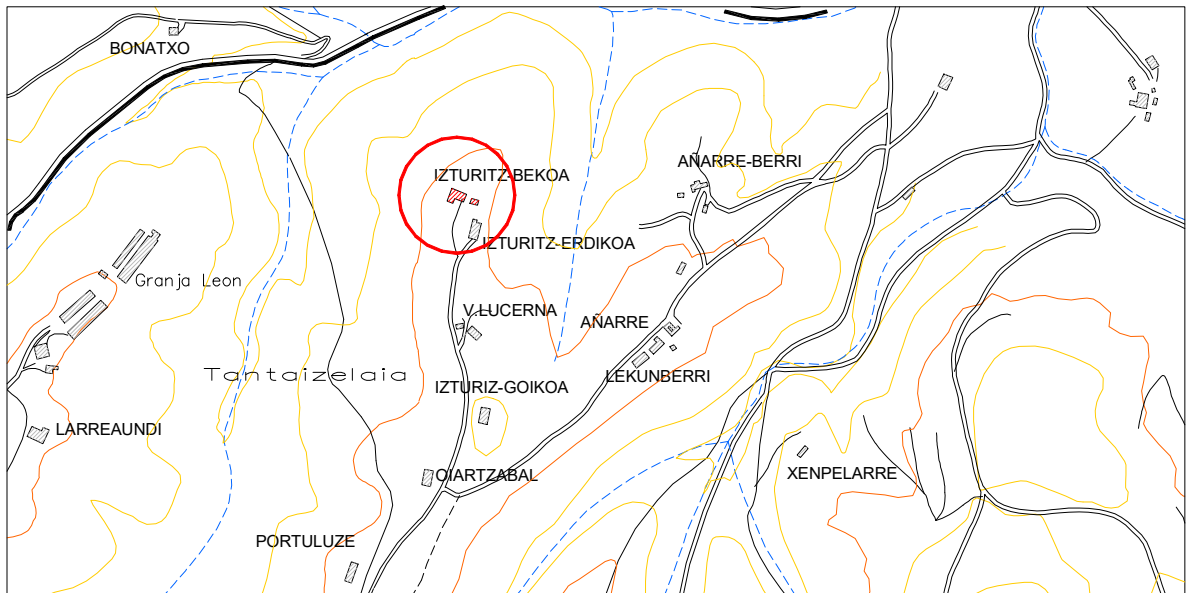 BONATXO
IZTURITZ-BEKOA
AÑARRE-BERRI
IZTURITZ-ERDIKOA
Granja Leon
V.LUCERNA
AÑARRE
Tantaizelaia
LEKUNBERRI
IZTURIZ-GOIKOA
LARREAUNDI
OIARTZABAL
XENPELARRE
PORTULUZE